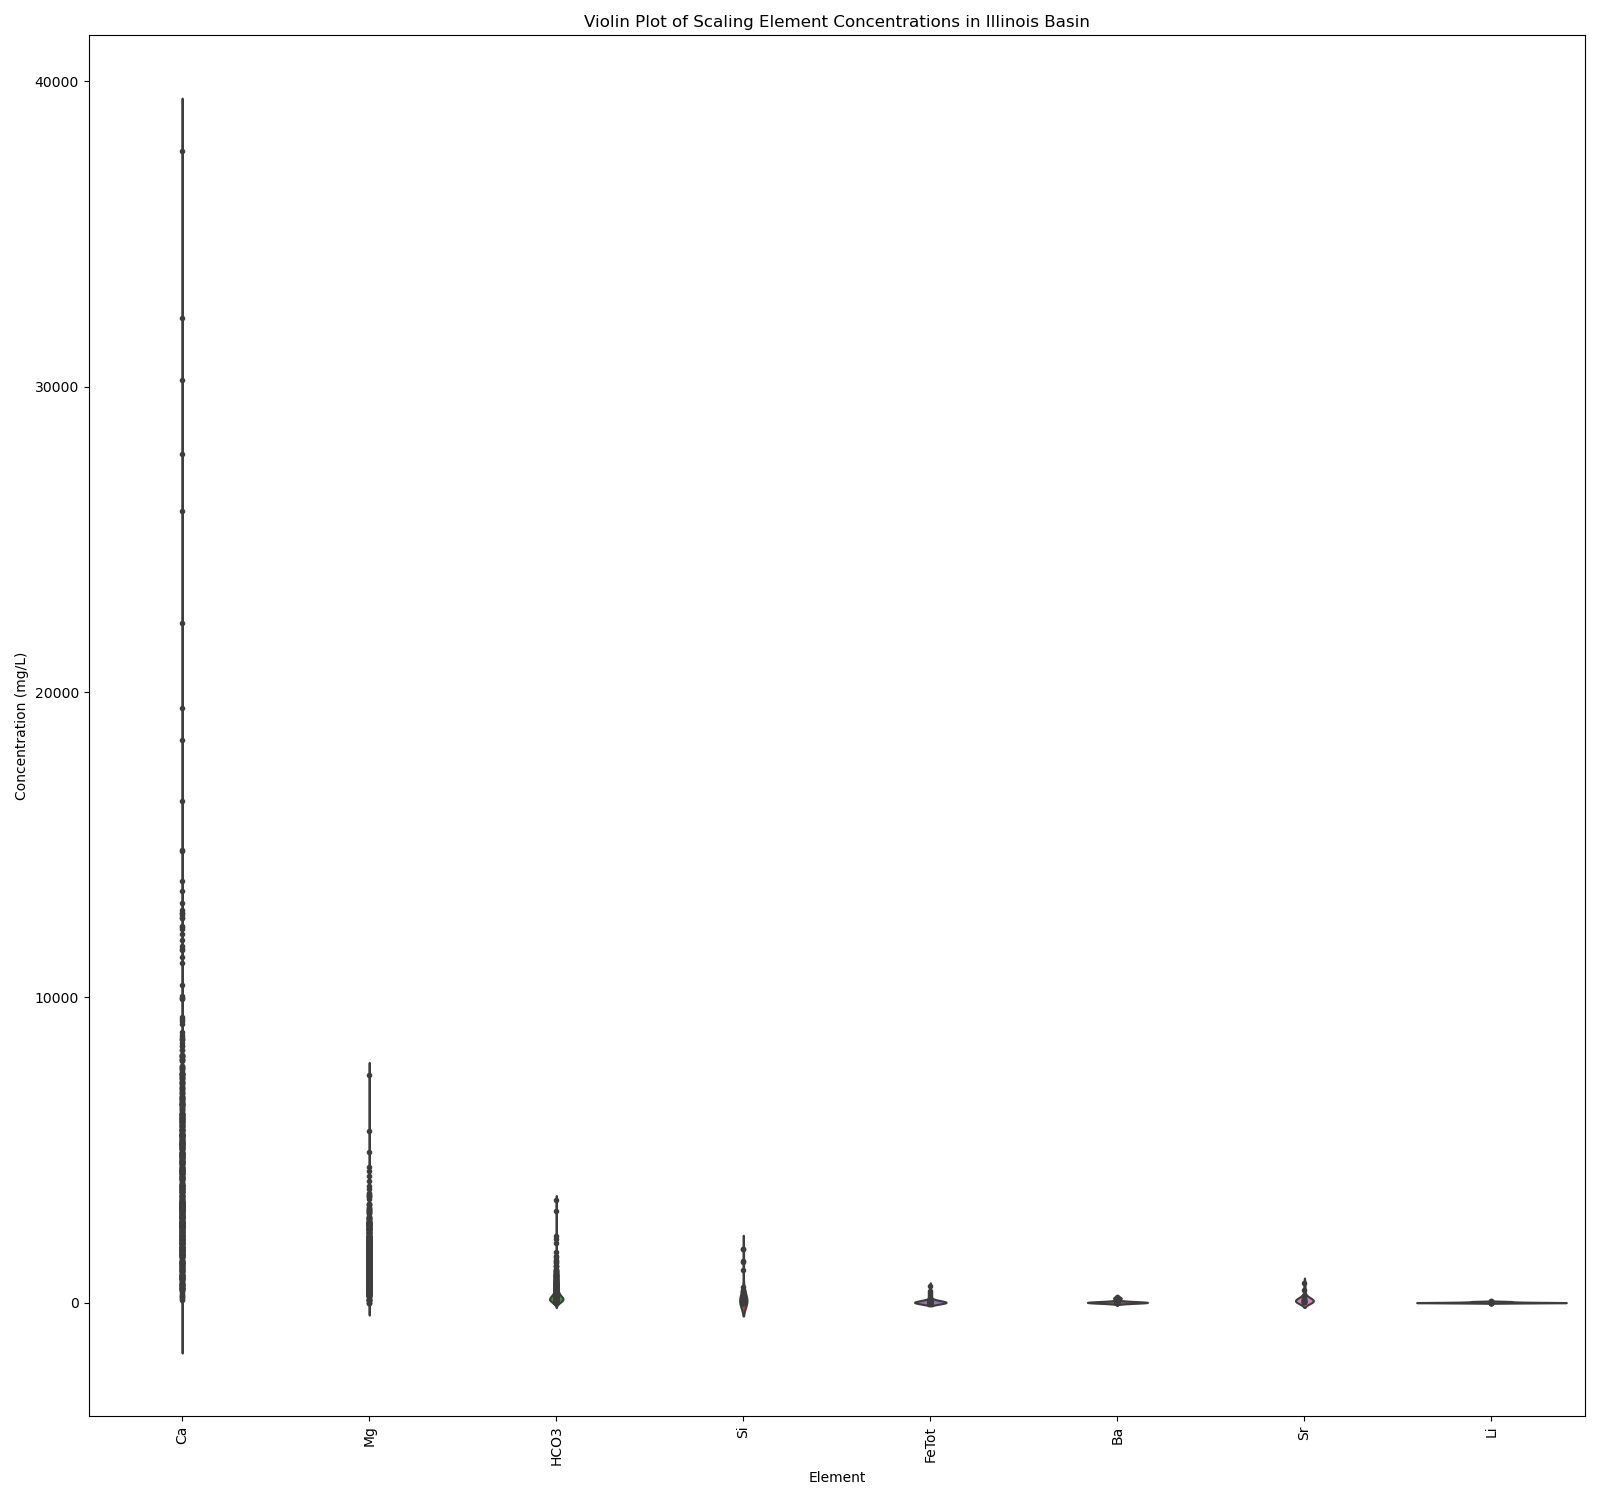 Violin Plot of Scaling Element Concentrations in Illinois Basin
40000
30000
20000
10000
0
Concentration (mg/L)
Ca
Mg
HCO3
Si
FeTot
Ba
Sr
Li
Element